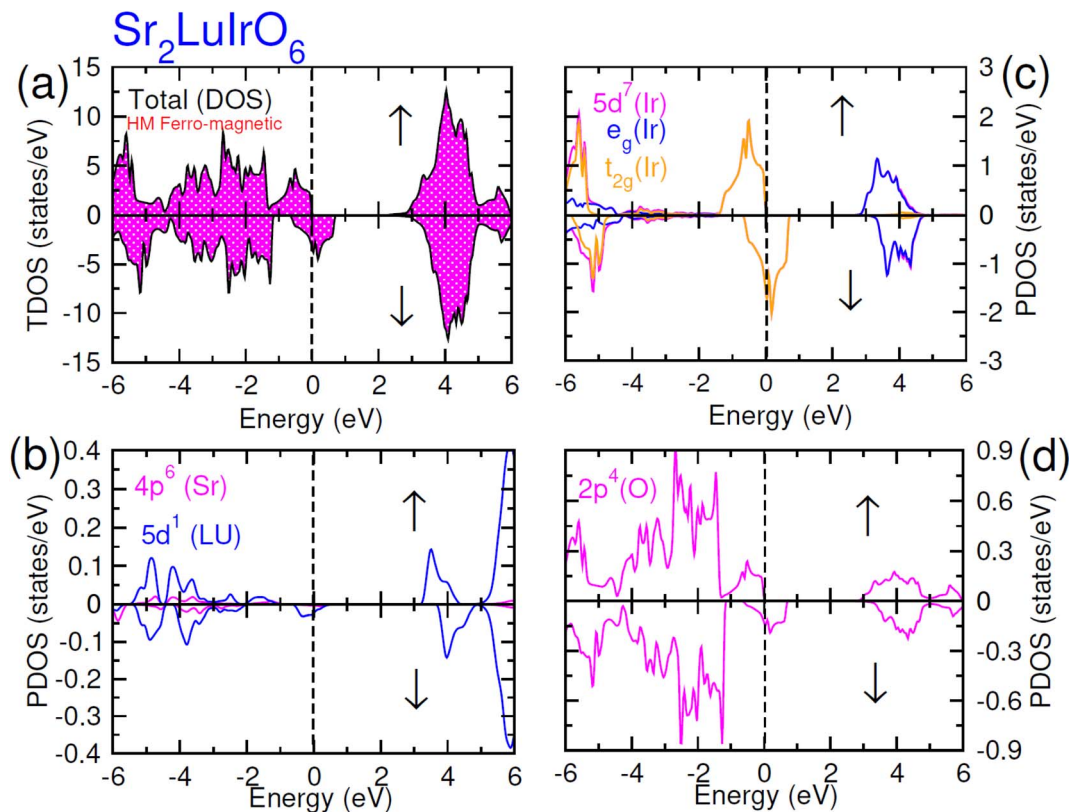 Sr₂LuIrO₆
(a)
15
10
5
0
-5
-10
-15
TDOS (states/eV)
Total (DOS)
HM Ferro-magnetic
↑
↓
-6 -4 -2 0 2 4 6
Energy (eV)
(c)
5d⁷(Ir)
e_g(Ir)
t_2g(Ir)
↑
↓
3
2
1
0
-1
-2
-3
PDOS (states/eV)
-6 -4 -2 0 2 4 6
Energy (eV)
(b)
0.4
0.3
0.2
0.1
0
-0.1
-0.2
-0.3
-0.4
PDOS (states/eV)
4p⁶ (Sr)
5d¹ (LU)
↑
↓
-6 -4 -2 0 2 4 6
Energy (eV)
(d)
2p⁴(O)
↑
↓
0.9
0.6
0.3
0
-0.3
-0.6
-0.9
PDOS (states/eV)
-6 -4 -2 0 2 4 6
Energy (eV)